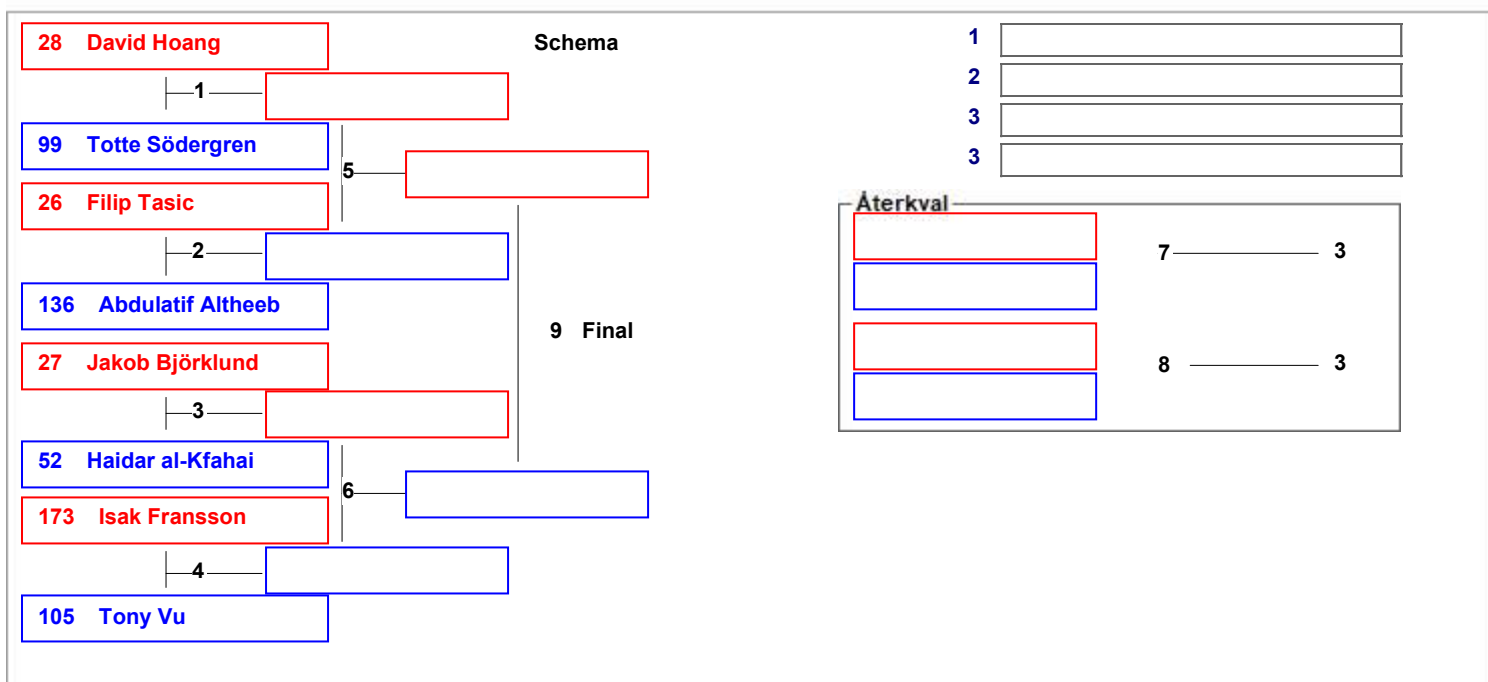 28 David Hoang
Schema
1
99 Totte Södergren
5
26 Filip Tasic
2
136 Abdulatif Altheeb
9 Final
27 Jakob Björklund
3
52 Haidar al-Kfahai
6
173 Isak Fransson
4
105 Tony Vu
1
2
3
3
Återkval
7 3
8 3